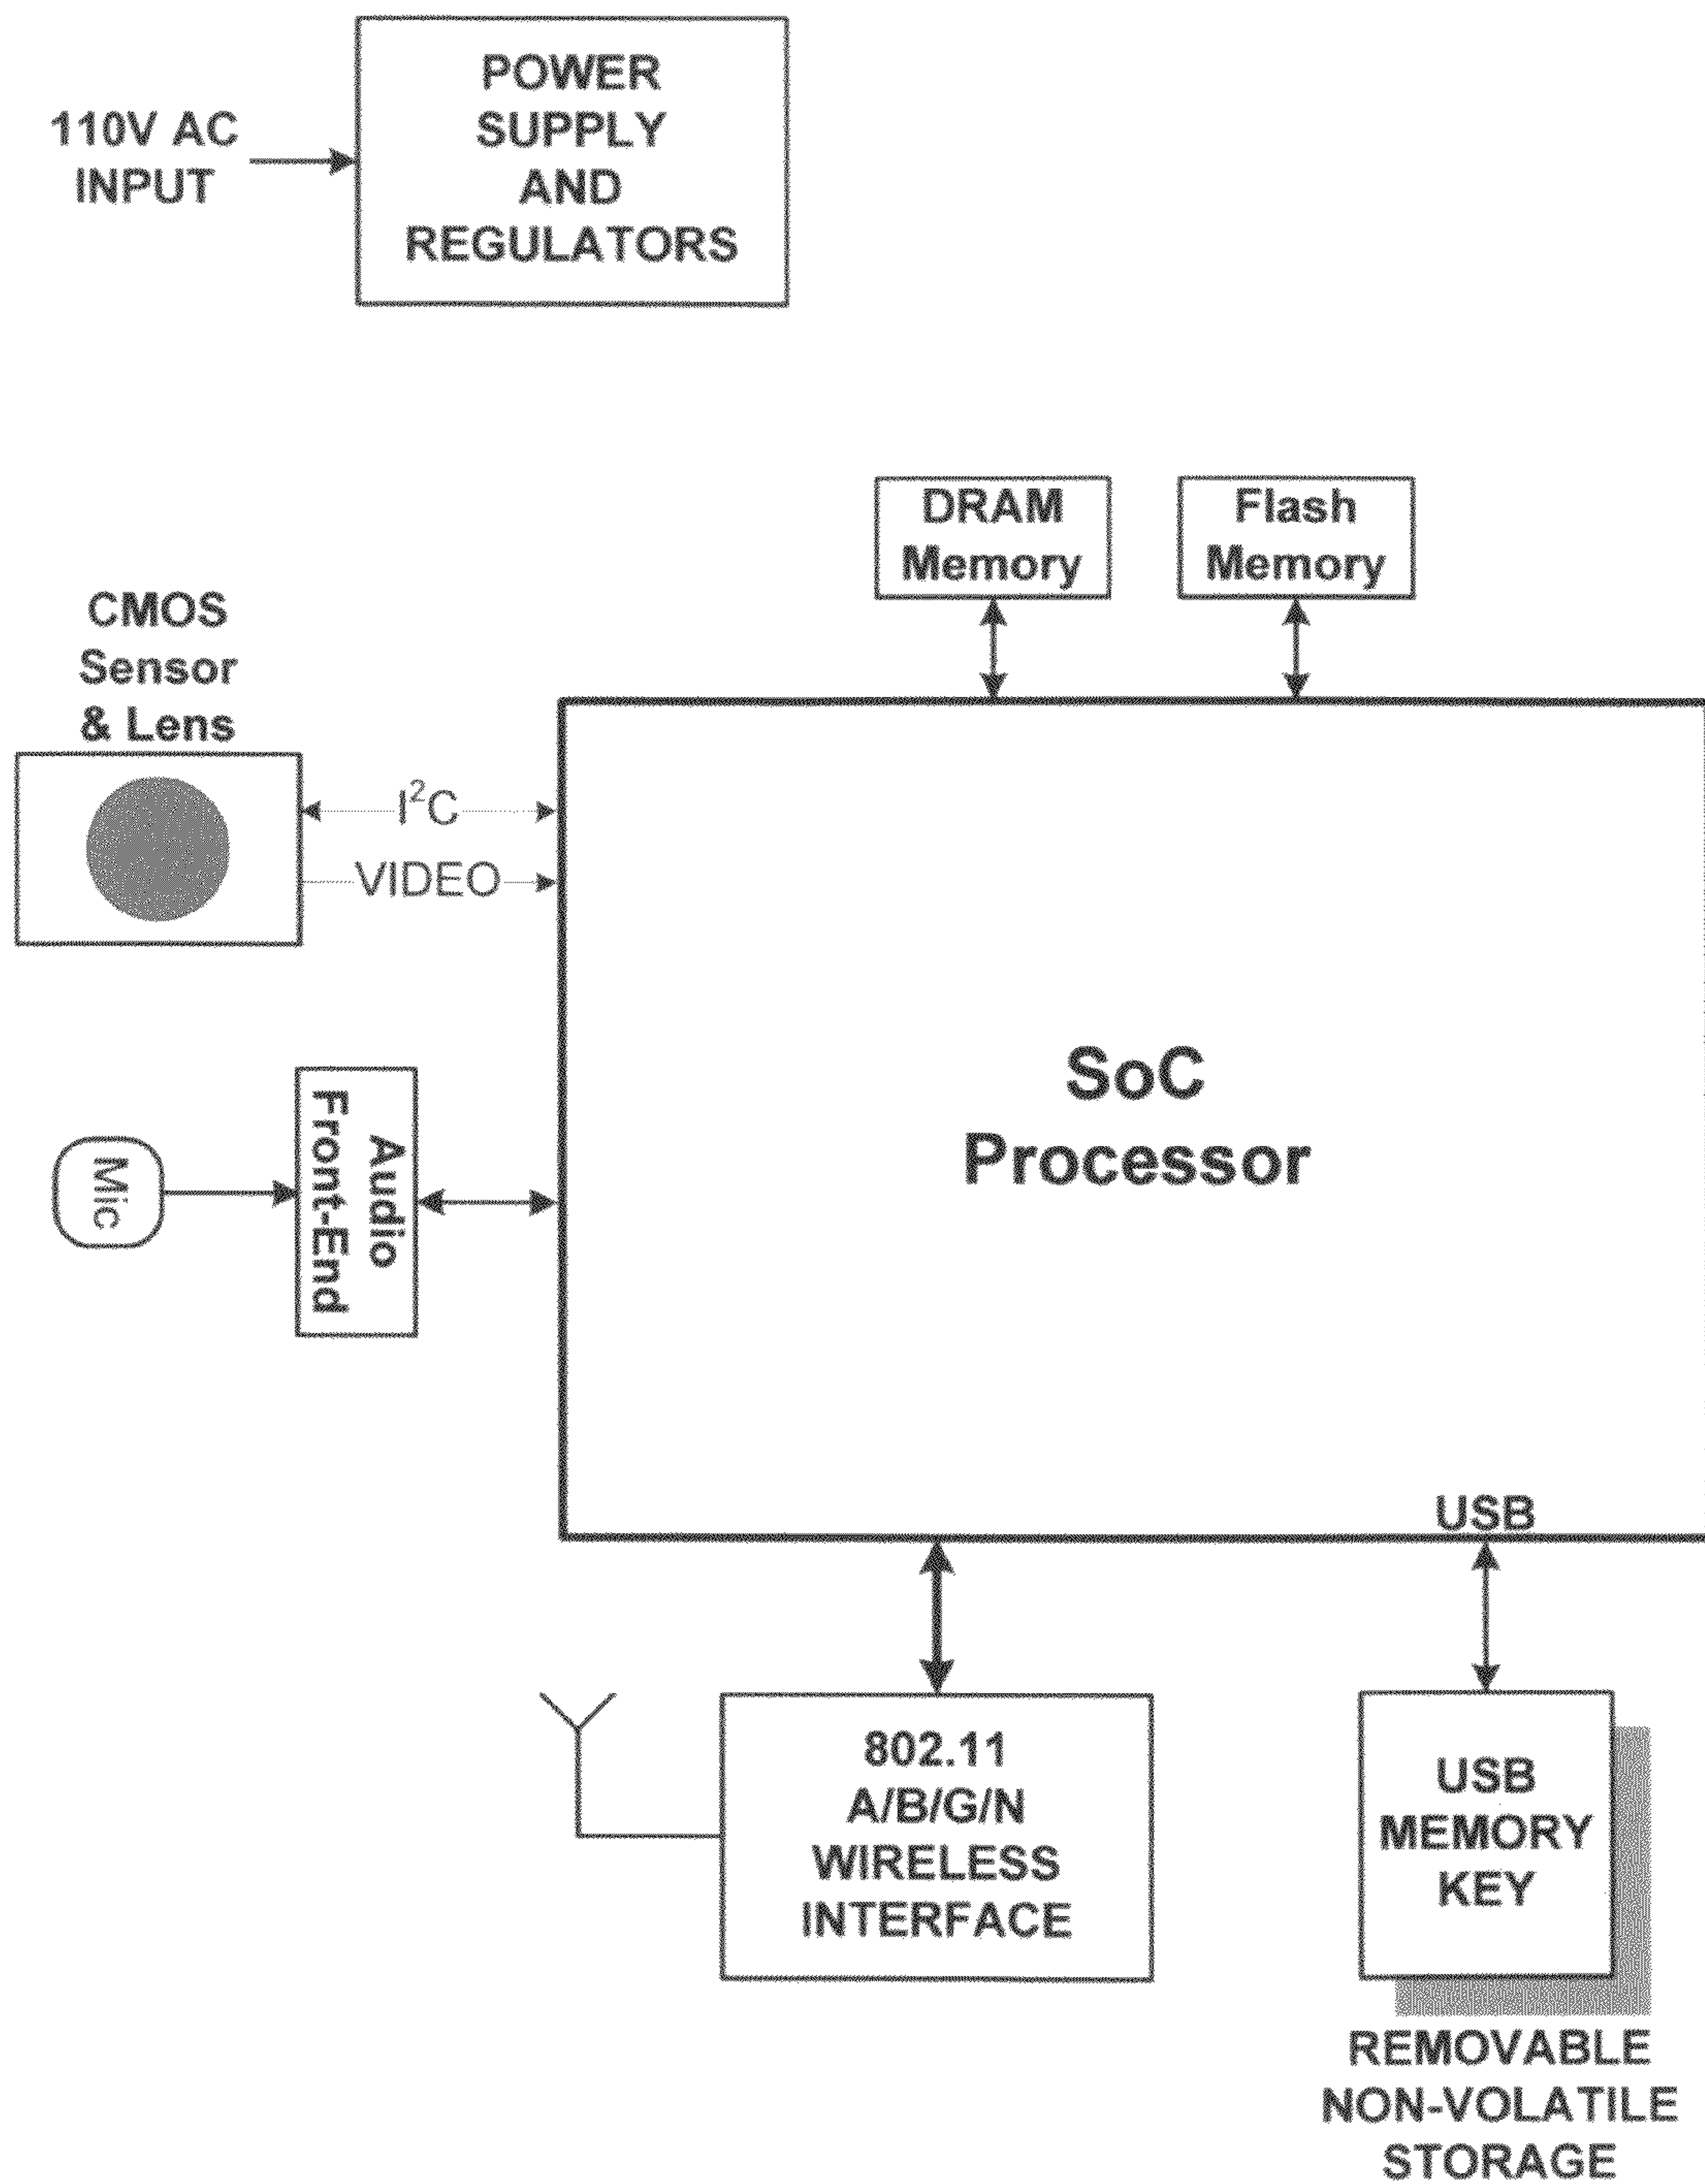 POWER
SUPPLY
AND
REGULATORS
110V AC
INPUT
DRAM
Memory
Flash
Memory
CMOS
Sensor
& Lens
I²C
VIDEO
SoC
Processor
Audio
Front-End
Mic
USB
802.11
A/B/G/N
WIRELESS
INTERFACE
USB
MEMORY
KEY
REMOVABLE
NON-VOLATILE
STORAGE